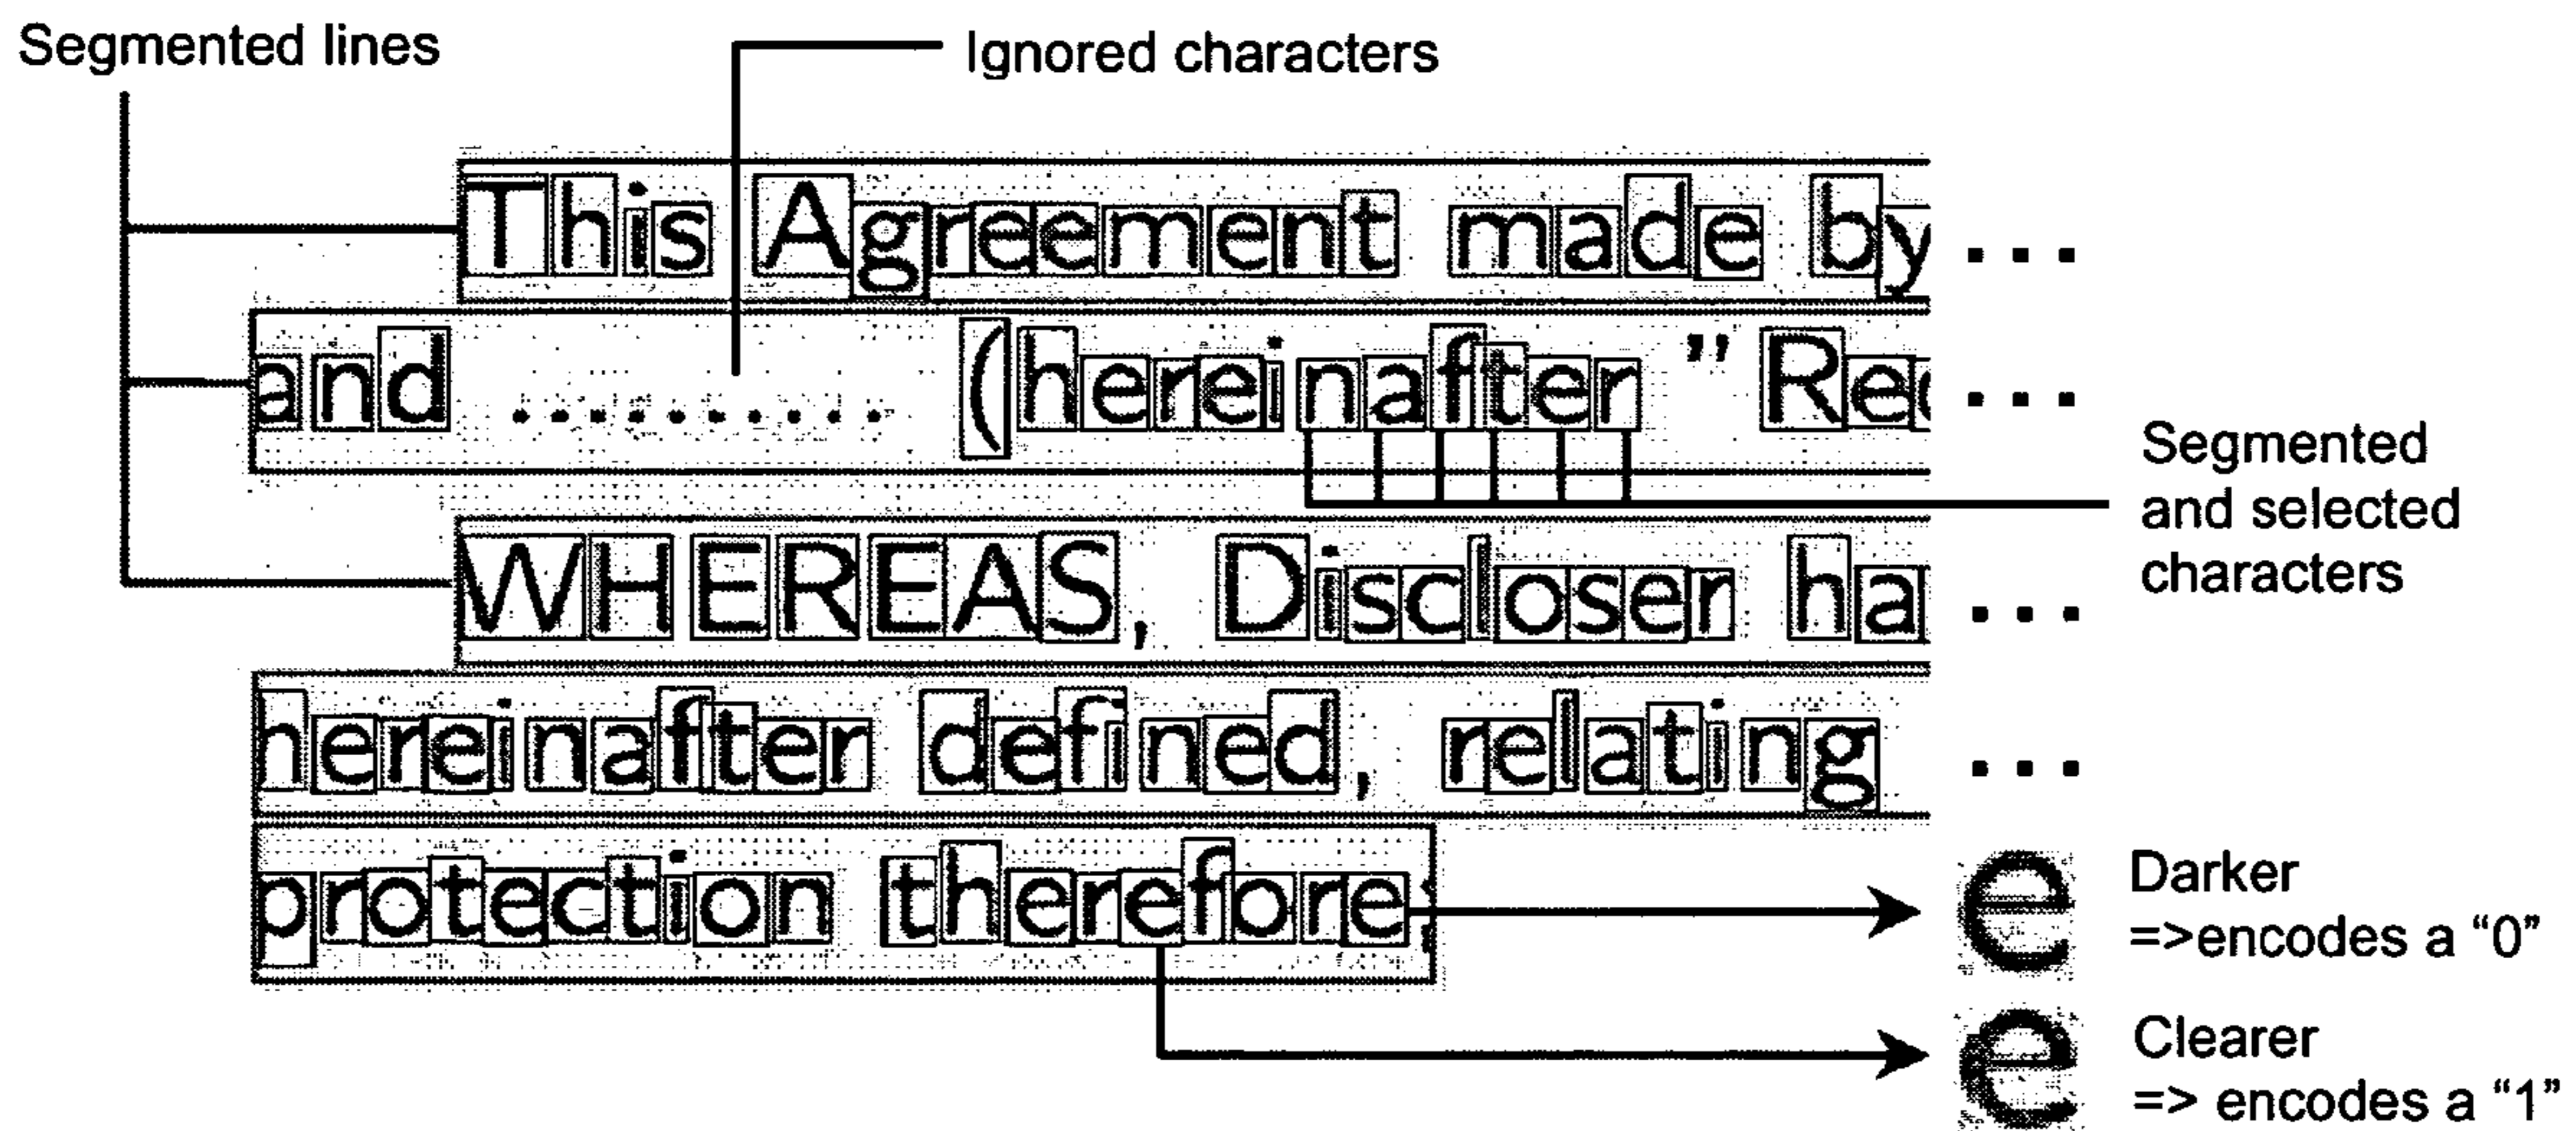 Segmented lines
Ignored characters
This Agreement made by ...
and .......... (hereinafter " Rec ...
Segmented
and selected
characters
WHEREAS, Discloser ha ...
hereinafter defined, relating ...
protection therefore;
Darker
=>encodes a “0”
Clearer
=> encodes a “1”
e
e